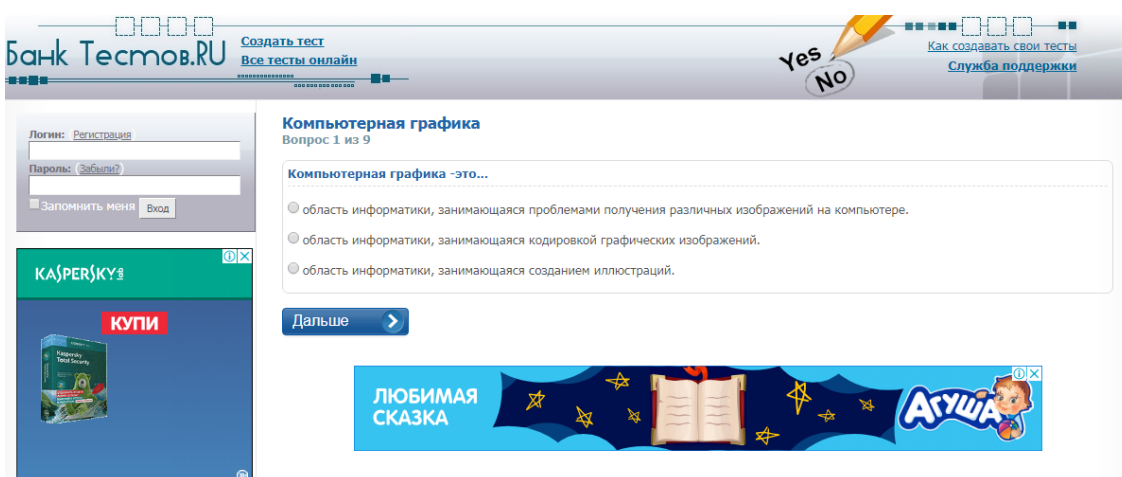 Банк Тестов.RU
Создать тест
Все тесты онлайн
Yes
No
Как создавать свои тесты
Служба поддержки
Логин: Регистрация
Пароль: (Забыли?)
Запомнить меня Вход
KASPERSKY
КУПИ
Kaspersky
Total Security
Компьютерная графика
Вопрос 1 из 9
Компьютерная графика -это...
область информатики, занимающаяся проблемами получения различных изображений на компьютере.
область информатики, занимающаяся кодировкой графических изображений.
область информатики, занимающаяся созданием иллюстраций.
Дальше
ЛЮБИМАЯ
СКАЗКА
АГУША